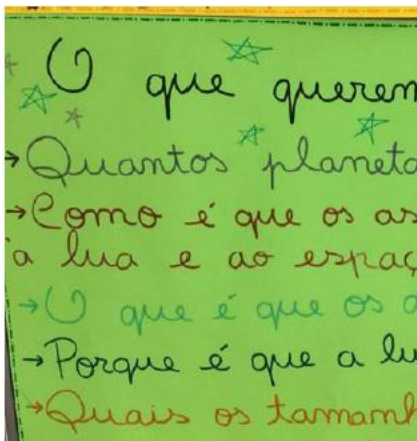 O que querem
→ Quantos planeta
→ Como é que os as
à lua e ao espaç
→ O que é que os a
→ Porque é que a lu
→ Quais os tamanh